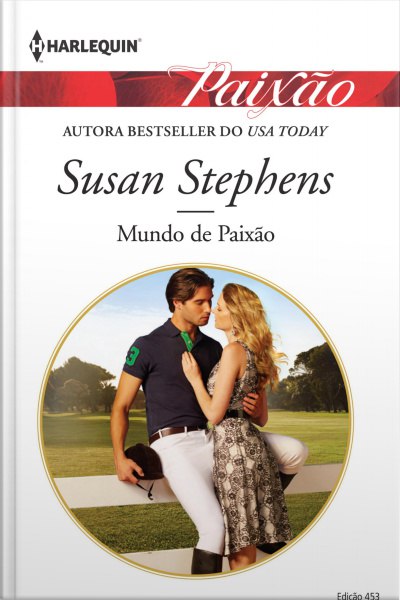 HARLEQUIN®
Paixão
AUTORA BESTSELLER DO USA TODAY
Susan Stephens
Mundo de Paixão
3
Edição 453